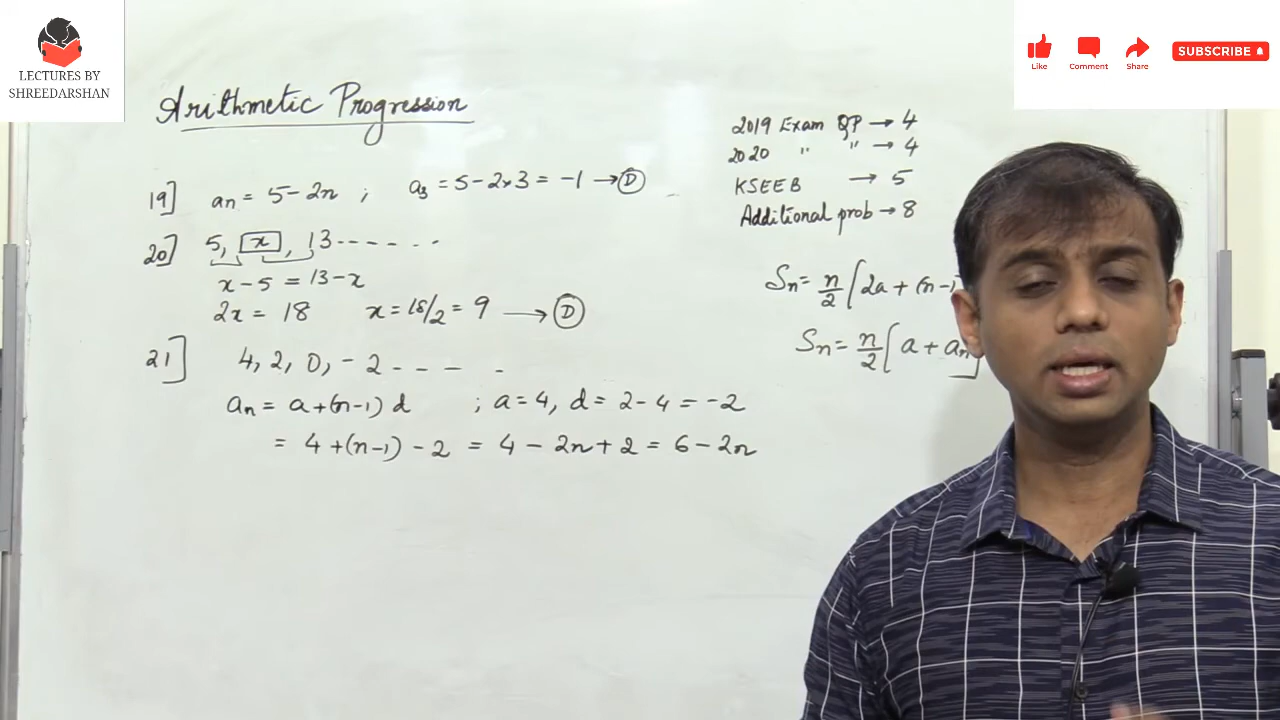 LECTURES BY
SHREEDARSHAN
Like
Comment
Share
SUBSCRIBE
Arithmetic Progression
19] an = 5 - 2n ; a3 = 5 - 2×3 = -1 → D
20] 5, x, 13 - - - - - -
x - 5 = 13 - x
2x = 18 x = 18/2 = 9 → D
21] 4, 2, 0, -2 - - - -
an = a + (n-1) d ; a = 4, d = 2 - 4 = -2
= 4 + (n-1) - 2 = 4 - 2n + 2 = 6 - 2n
2019 Exam QP → 4
2020 " " → 4
KSEEB → 5
Additional prob → 8
Sn = n/2 [2a + (n-1
Sn = n/2 [a + an]